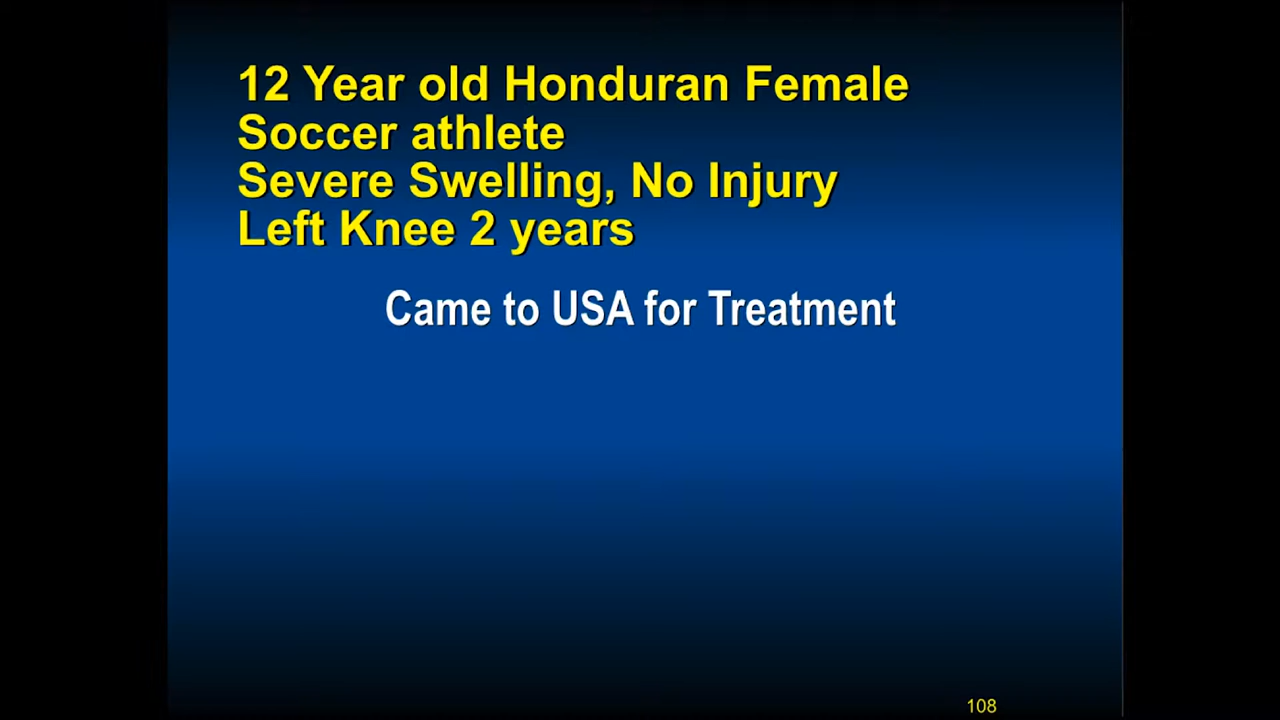 12 Year old Honduran Female
Soccer athlete
Severe Swelling, No Injury
Left Knee 2 years
Came to USA for Treatment
108